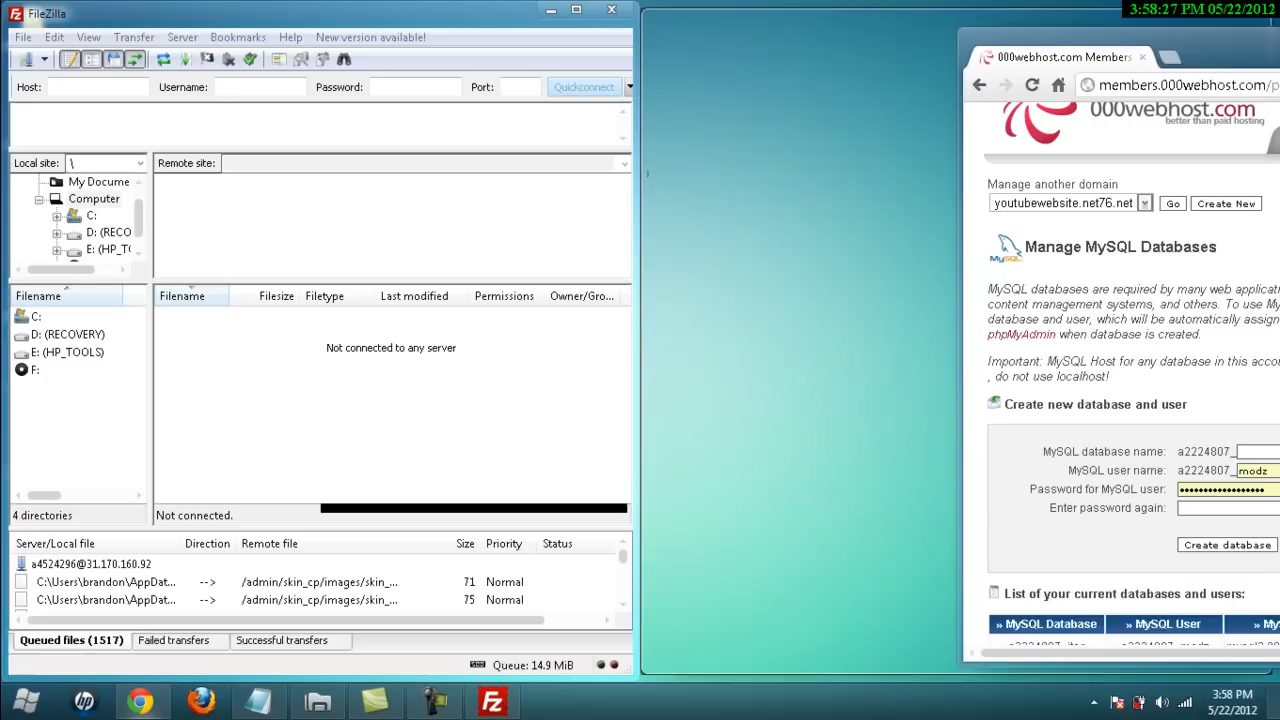 3:58:27 PM 05/22/2012
FileZilla
File Edit View Transfer Server Bookmarks Help New version available!
Host: Username: Password: Port: Quickconnect
Local site: \
Remote site:
My Docume
Computer
C:
D: (RECO
E: (HP_TO
Filename
C:
D: (RECOVERY)
E: (HP_TOOLS)
F:
4 directories
Filename Filesize Filetype Last modified Permissions Owner/Gro...
Not connected to any server
Not connected.
Server/Local file Direction Remote file Size Priority Status
a4524296@31.170.160.92
C:\Users\brandon\AppDat... --> /admin/skin_cp/images/skin_... 71 Normal
C:\Users\brandon\AppDat... --> /admin/skin_cp/images/skin_... 75 Normal
Queued files (1517) Failed transfers Successful transfers
Queue: 14.9 MiB
000webhost.com Members
members.000webhost.com/p
000webhost.com
better than paid hosting
Manage another domain
youtubewebsite.net76.net Go Create New
MySQL
Manage MySQL Databases
MySQL databases are required by many web applica
content management systems, and others. To use My
database and user, which will be automatically assign
phpMyAdmin when database is created.
Important: MySQL Host for any database in this accou
, do not use localhost!
Create new database and user
MySQL database name: a2224807_
MySQL user name: a2224807_ modz
Password for MySQL user: ••••••••••••••••••
Enter password again:
Create database
List of your current databases and users:
» MySQL Database » MySQL User » My
hp
Fz
3:58 PM
5/22/2012